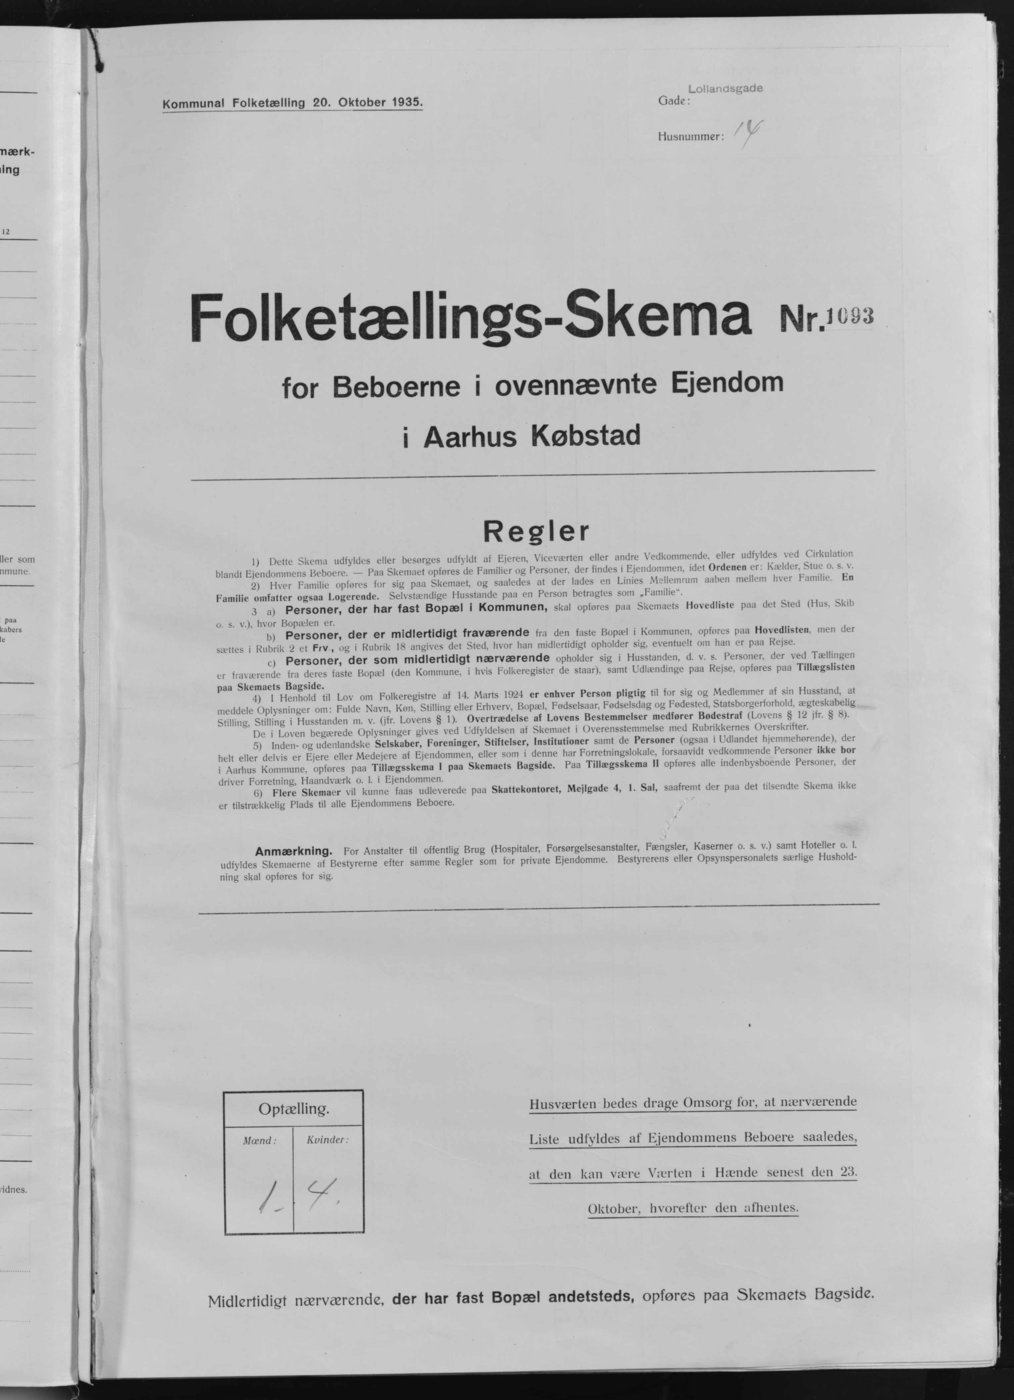 mærk-
ing
12
ller som
nmune.
paa
kabers
le
vidnes.
Kommunal Folketælling 20. Oktober 1935.
Lollandsgade
Gade:
Husnummer: 14
Folketællings-Skema Nr. 1093
for Beboerne i ovennævnte Ejendom
i Aarhus Købstad
Regler
1) Dette Skema udfyldes eller besørges udfyldt af Ejeren, Viceværten eller andre Vedkommende, eller udfyldes ved Cirkulation
blandt Ejendommens Beboere. — Paa Skemaet opføres de Familier og Personer, der findes i Ejendommen, idet Ordenen er: Kælder, Stue o. s. v.
2) Hver Familie opføres for sig paa Skemaet, og saaledes at der lades en Linies Mellemrum aaben mellem hver Familie. En
Familie omfatter ogsaa Logerende. Selvstændige Husstande paa en Person betragtes som „Familie“.
3 a) Personer, der har fast Bopæl i Kommunen, skal opføres paa Skemaets Hovedliste paa det Sted (Hus, Skib
o. s. v.), hvor Bopælen er.
b) Personer, der er midlertidigt fraværende fra den faste Bopæl i Kommunen, opføres paa Hovedlisten, men der
sættes i Rubrik 2 et Frv., og i Rubrik 18 angives det Sted, hvor han midlertidigt opholder sig, eventuelt om han er paa Rejse.
c) Personer, der som midlertidigt nærværende opholder sig i Husstanden, d. v. s. Personer, der ved Tællingen
er fraværende fra deres faste Bopæl (den Kommune, i hvis Folkeregister de staar), samt Udlændinge paa Rejse, opføres paa Tillægslisten
paa Skemaets Bagside.
4) I Henhold til Lov om Folkeregistre af 14. Marts 1924 er enhver Person pligtig til for sig og Medlemmer af sin Husstand, at
meddele Oplysninger om: Fulde Navn, Køn, Stilling eller Erhverv, Bopæl, Fødselsaar, Fødselsdag og Fødested, Statsborgerforhold, ægteskabelig
Stilling, Stilling i Husstanden m. v. (jfr. Lovens § 1). Overtrædelse af Lovens Bestemmelser medfører Bødestraf (Lovens § 12 jfr. § 8).
De i Loven begærede Oplysninger gives ved Udfyldelsen af Skemaet i Overensstemmelse med Rubrikkernes Overskrifter.
5) Inden- og udenlandske Selskaber, Foreninger, Stiftelser, Institutioner samt de Personer (ogsaa i Udlandet hjemmehørende), der
helt eller delvis er Ejere eller Medejere af Ejendommen, eller som i denne har Forretningslokale, forsaavidt vedkommende Personer ikke bor
i Aarhus Kommune, opføres paa Tillægsskema I paa Skemaets Bagside. Paa Tillægsskema II opføres alle indenbysboende Personer, der
driver Forretning, Haandværk o. l. i Ejendommen.
6) Flere Skemaer vil kunne faas udleverede paa Skattekontoret, Mejlgade 4, 1. Sal, saafremt der paa det tilsendte Skema ikke
er tilstrækkelig Plads til alle Ejendommens Beboere.
Anmærkning. For Anstalter til offentlig Brug (Hospitaler, Forsørgelsesanstalter, Fængsler, Kaserner o. s. v.) samt Hoteller o. l.
udfyldes Skemaerne af Bestyrerne efter samme Regler som for private Ejendomme. Bestyrerens eller Opsynspersonalets særlige Hushold-
ning skal opføres for sig.
Optælling.
Mænd: Kvinder:
1. 4.
Husværten bedes drage Omsorg for, at nærværende
Liste udfyldes af Ejendommens Beboere saaledes,
at den kan være Værten i Hænde senest den 23.
Oktober, hvorefter den afhentes.
Midlertidigt nærværende, der har fast Bopæl andetsteds, opføres paa Skemaets Bagside.